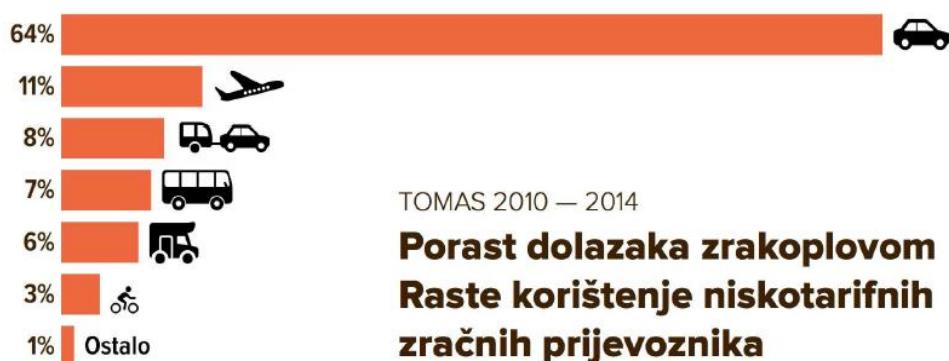 64%
11%
8%
7%
6%
3%
1% Ostalo
TOMAS 2010 — 2014
Porast dolazaka zrakoplovom
Raste korištenje niskotarifnih
zračnih prijevoznika